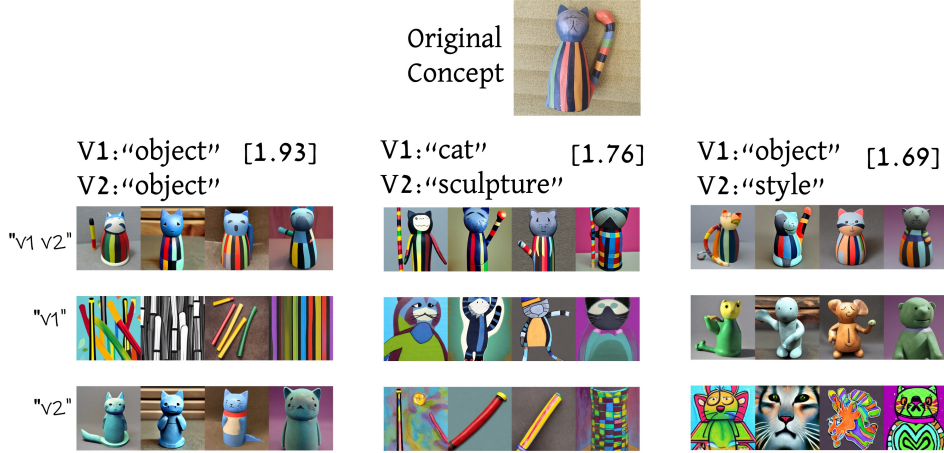 Original
Concept
V1:“object” [1.93]
V2:“object”
V1:“cat” [1.76]
V2:“sculpture”
V1:“object” [1.69]
V2:“style”
"v1 v2"
"v1"
"v2"